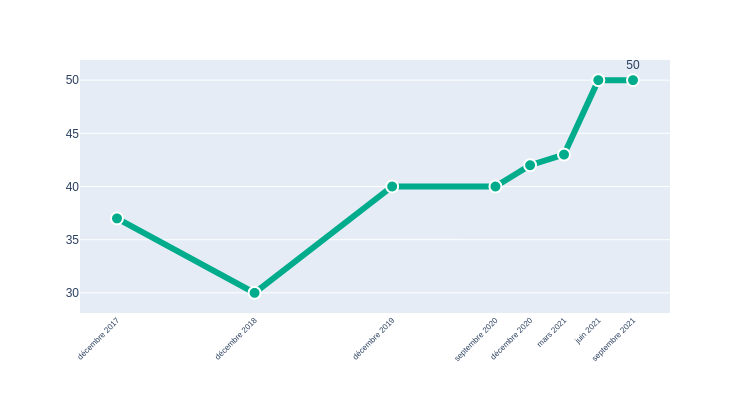 50
50
45
40
35
30
décembre 2017
décembre 2018
décembre 2019
septembre 2020
décembre 2020
mars 2021
juin 2021
septembre 2021